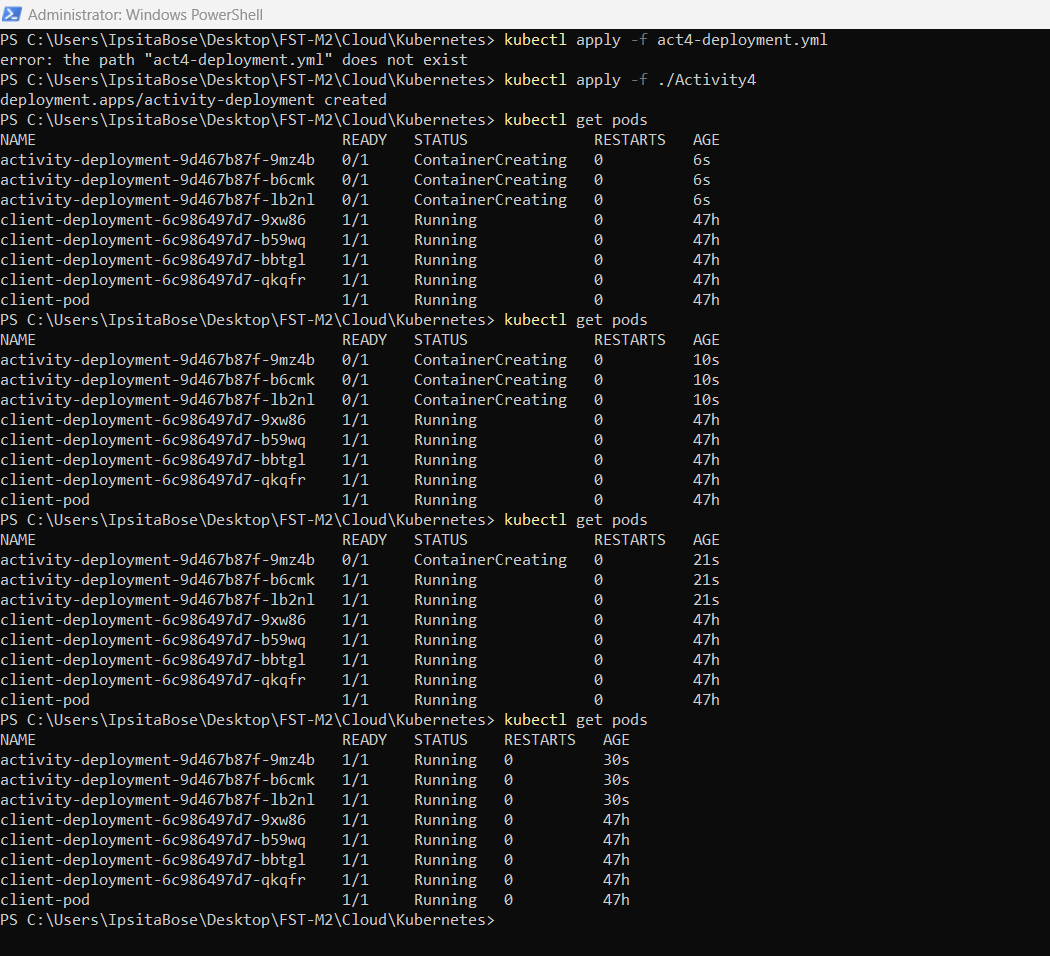 Administrator: Windows PowerShell
PS C:\Users\IpsitaBose\Desktop\FST-M2\Cloud\Kubernetes> kubectl apply -f act4-deployment.yml
error: the path "act4-deployment.yml" does not exist
PS C:\Users\IpsitaBose\Desktop\FST-M2\Cloud\Kubernetes> kubectl apply -f ./Activity4
deployment.apps/activity-deployment created
PS C:\Users\IpsitaBose\Desktop\FST-M2\Cloud\Kubernetes> kubectl get pods
NAME READY STATUS RESTARTS AGE
activity-deployment-9d467b87f-9mz4b 0/1 ContainerCreating 0 6s
activity-deployment-9d467b87f-b6cmk 0/1 ContainerCreating 0 6s
activity-deployment-9d467b87f-lb2nl 0/1 ContainerCreating 0 6s
client-deployment-6c986497d7-9xw86 1/1 Running 0 47h
client-deployment-6c986497d7-b59wq 1/1 Running 0 47h
client-deployment-6c986497d7-bbtgl 1/1 Running 0 47h
client-deployment-6c986497d7-qkqfr 1/1 Running 0 47h
client-pod 1/1 Running 0 47h
PS C:\Users\IpsitaBose\Desktop\FST-M2\Cloud\Kubernetes> kubectl get pods
NAME READY STATUS RESTARTS AGE
activity-deployment-9d467b87f-9mz4b 0/1 ContainerCreating 0 10s
activity-deployment-9d467b87f-b6cmk 0/1 ContainerCreating 0 10s
activity-deployment-9d467b87f-lb2nl 0/1 ContainerCreating 0 10s
client-deployment-6c986497d7-9xw86 1/1 Running 0 47h
client-deployment-6c986497d7-b59wq 1/1 Running 0 47h
client-deployment-6c986497d7-bbtgl 1/1 Running 0 47h
client-deployment-6c986497d7-qkqfr 1/1 Running 0 47h
client-pod 1/1 Running 0 47h
PS C:\Users\IpsitaBose\Desktop\FST-M2\Cloud\Kubernetes> kubectl get pods
NAME READY STATUS RESTARTS AGE
activity-deployment-9d467b87f-9mz4b 0/1 ContainerCreating 0 21s
activity-deployment-9d467b87f-b6cmk 1/1 Running 0 21s
activity-deployment-9d467b87f-lb2nl 1/1 Running 0 21s
client-deployment-6c986497d7-9xw86 1/1 Running 0 47h
client-deployment-6c986497d7-b59wq 1/1 Running 0 47h
client-deployment-6c986497d7-bbtgl 1/1 Running 0 47h
client-deployment-6c986497d7-qkqfr 1/1 Running 0 47h
client-pod 1/1 Running 0 47h
PS C:\Users\IpsitaBose\Desktop\FST-M2\Cloud\Kubernetes> kubectl get pods
NAME READY STATUS RESTARTS AGE
activity-deployment-9d467b87f-9mz4b 1/1 Running 0 30s
activity-deployment-9d467b87f-b6cmk 1/1 Running 0 30s
activity-deployment-9d467b87f-lb2nl 1/1 Running 0 30s
client-deployment-6c986497d7-9xw86 1/1 Running 0 47h
client-deployment-6c986497d7-b59wq 1/1 Running 0 47h
client-deployment-6c986497d7-bbtgl 1/1 Running 0 47h
client-deployment-6c986497d7-qkqfr 1/1 Running 0 47h
client-pod 1/1 Running 0 47h
PS C:\Users\IpsitaBose\Desktop\FST-M2\Cloud\Kubernetes>